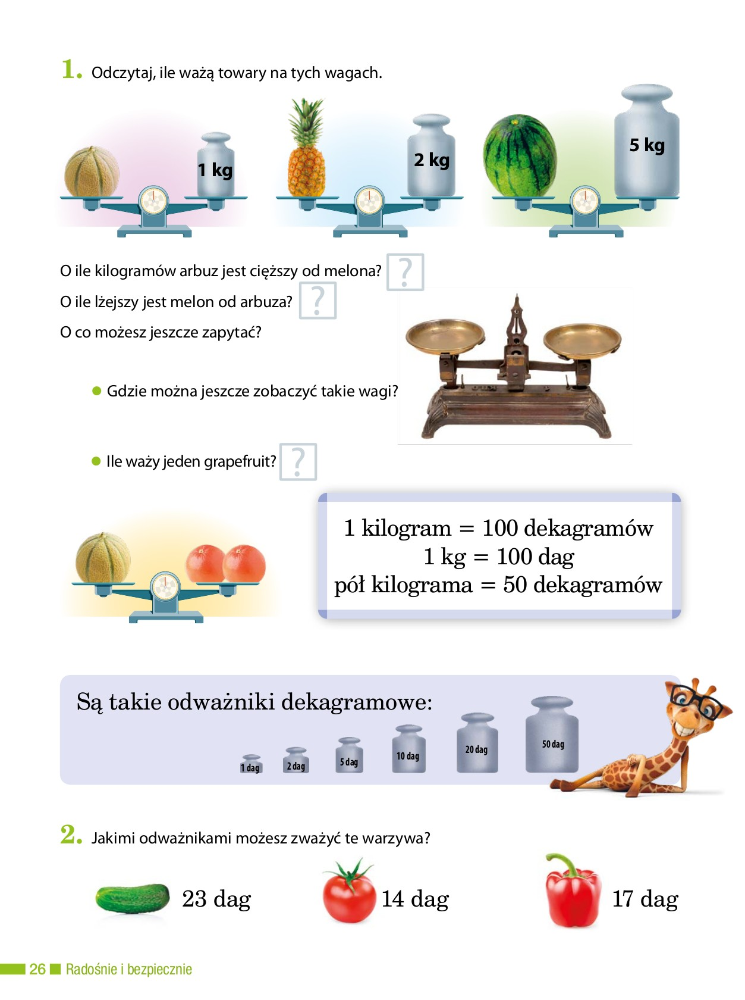 1. Odczytaj, ile ważą towary na tych wagach.
1 kg
2 kg
5 kg
O ile kilogramów arbuz jest cięższy od melona? ?
O ile lżejszy jest melon od arbuza? ?
O co możesz jeszcze zapytać?
Gdzie można jeszcze zobaczyć takie wagi?
Ile waży jeden grapefruit? ?
1 kilogram = 100 dekagramów
1 kg = 100 dag
pół kilograma = 50 dekagramów
Są takie odważniki dekagramowe:
1 dag
2 dag
5 dag
10 dag
20 dag
50 dag
2. Jakimi odważnikami możesz zważyć te warzywa?
23 dag
14 dag
17 dag
26 Radośnie i bezpiecznie